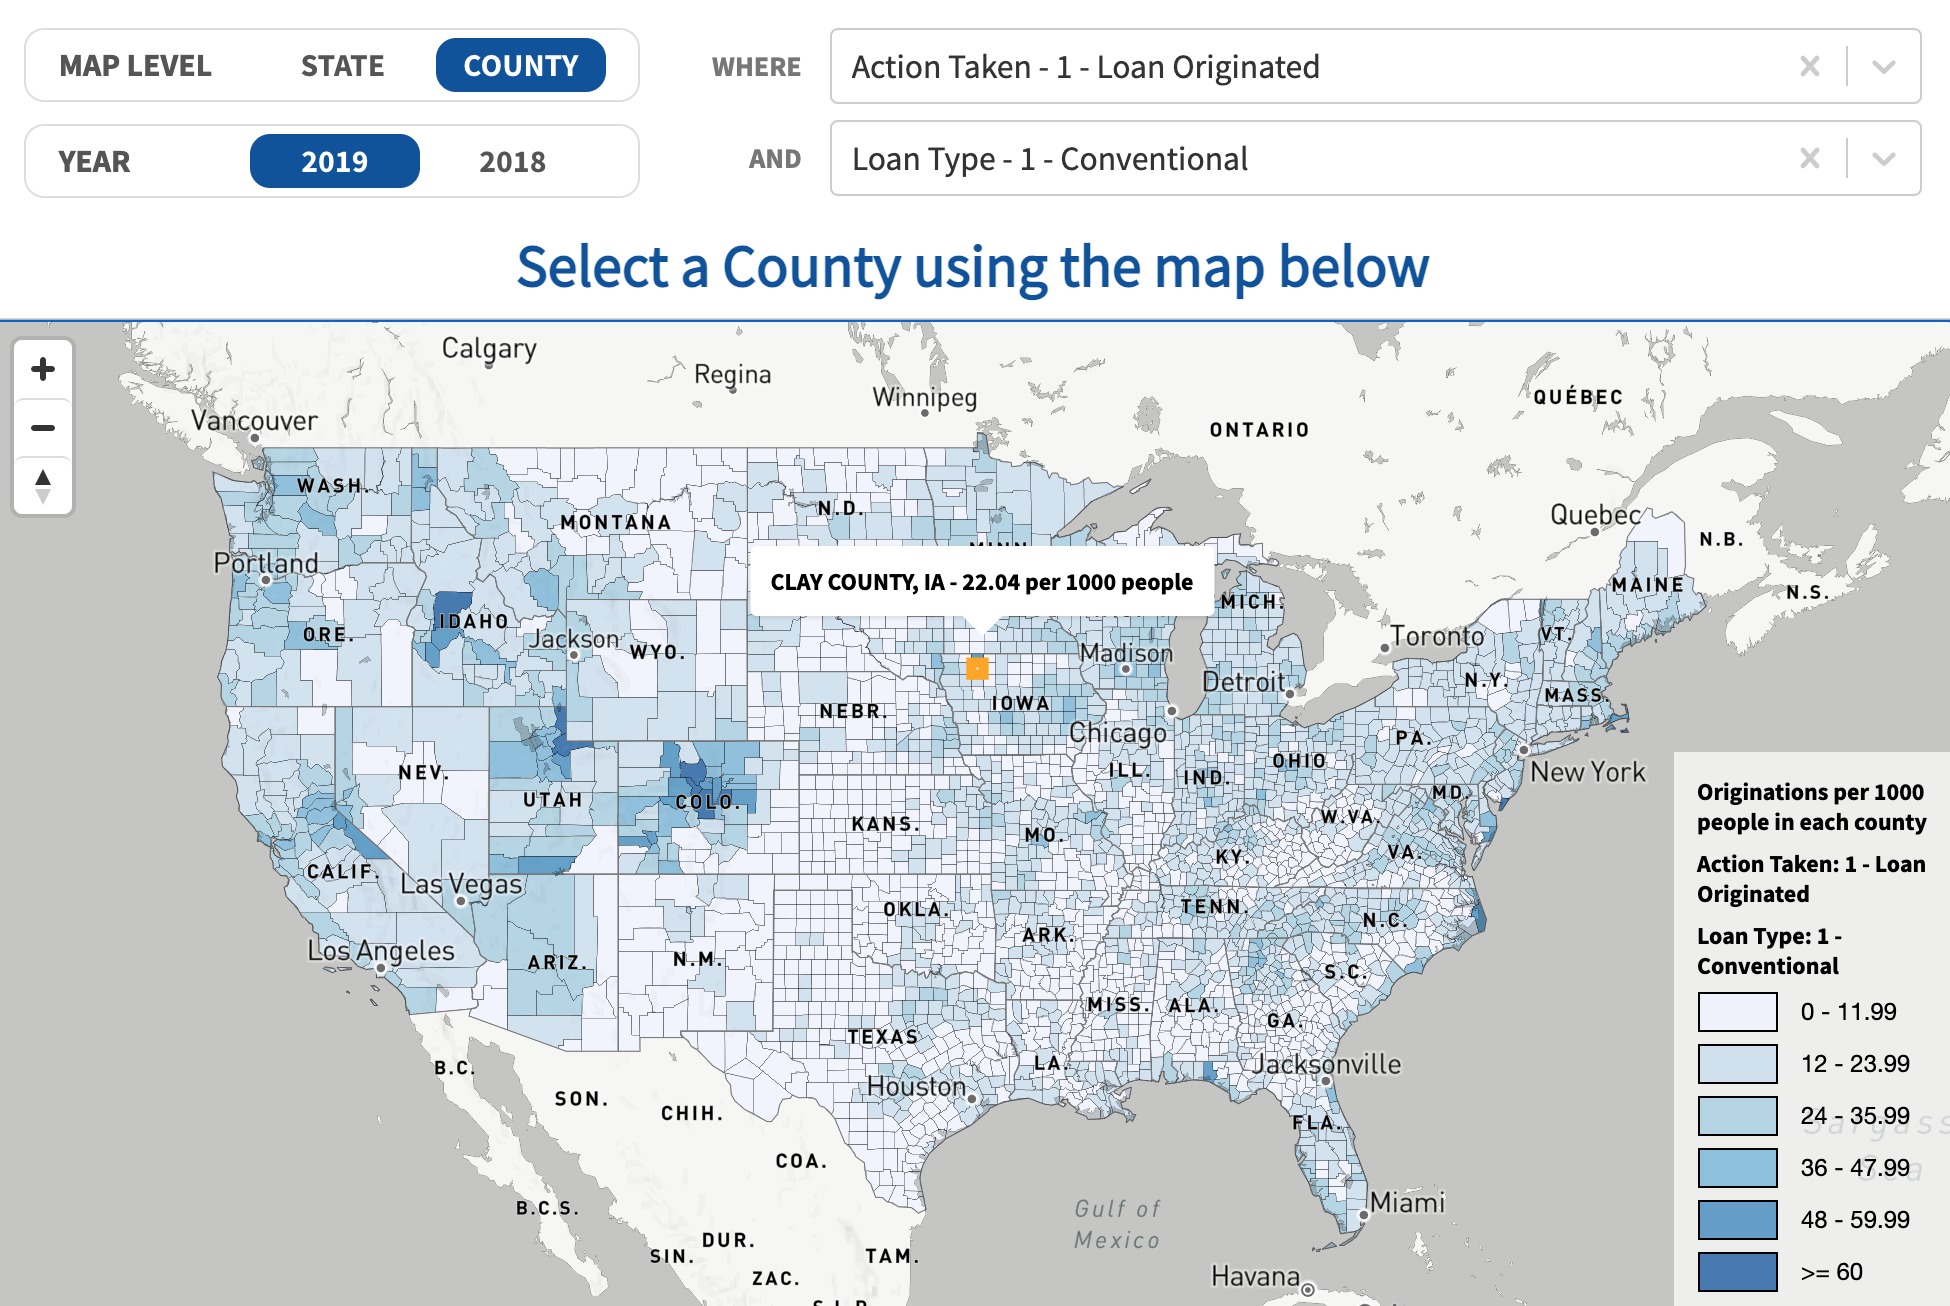 MAP LEVEL STATE COUNTY
WHERE Action Taken - 1 - Loan Originated
YEAR 2019 2018
AND Loan Type - 1 - Conventional
Select a County using the map below
Calgary
Regina
Winnipeg
QUÉBEC
Vancouver
ONTARIO
WASH.
N.D.
MONTANA
Quebec
N.B.
MINN.
Portland
CLAY COUNTY, IA - 22.04 per 1000 people
MAINE
N.S.
MICH.
IDAHO
ORE.
Jackson
WYO.
Toronto
VT.
Madison
Detroit
N.Y.
MASS.
IOWA
NEBR.
Chicago
PA.
NEV.
ILL.
IND.
OHIO
New York
UTAH
COLO.
MD.
KANS.
MO.
W.VA.
KY.
VA.
CALIF.
Las Vegas
OKLA.
TENN.
N.C.
ARK.
Los Angeles
ARIZ.
N.M.
S.C.
MISS.
ALA.
GA.
TEXAS
LA.
Jacksonville
B.C.
Houston
SON.
CHIH.
FLA.
COA.
Miami
B.C.S.
Gulf of
Mexico
DUR.
SIN.
TAM.
ZAC.
Havana
S.L.P.
Originations per 1000
people in each county
Action Taken: 1 - Loan
Originated
Loan Type: 1 -
Conventional
0 - 11.99
12 - 23.99
24 - 35.99
36 - 47.99
48 - 59.99
>= 60